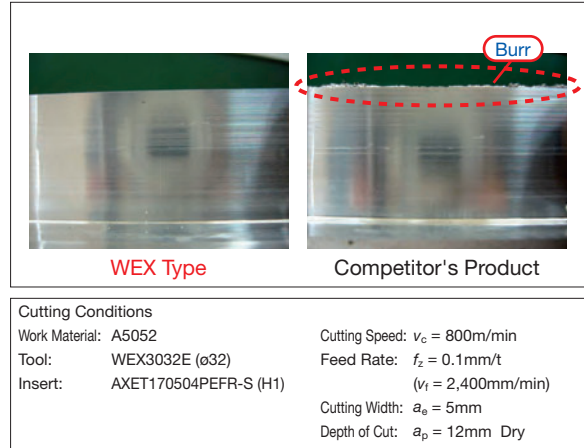 Burr
WEX Type
Competitor's Product
Cutting Conditions
Work Material: A5052
Tool: WEX3032E (ø32)
Insert: AXET170504PEFR-S (H1)
Cutting Speed: vc = 800m/min
Feed Rate: fz = 0.1mm/t
(vf = 2,400mm/min)
Cutting Width: ae = 5mm
Depth of Cut: ap = 12mm Dry